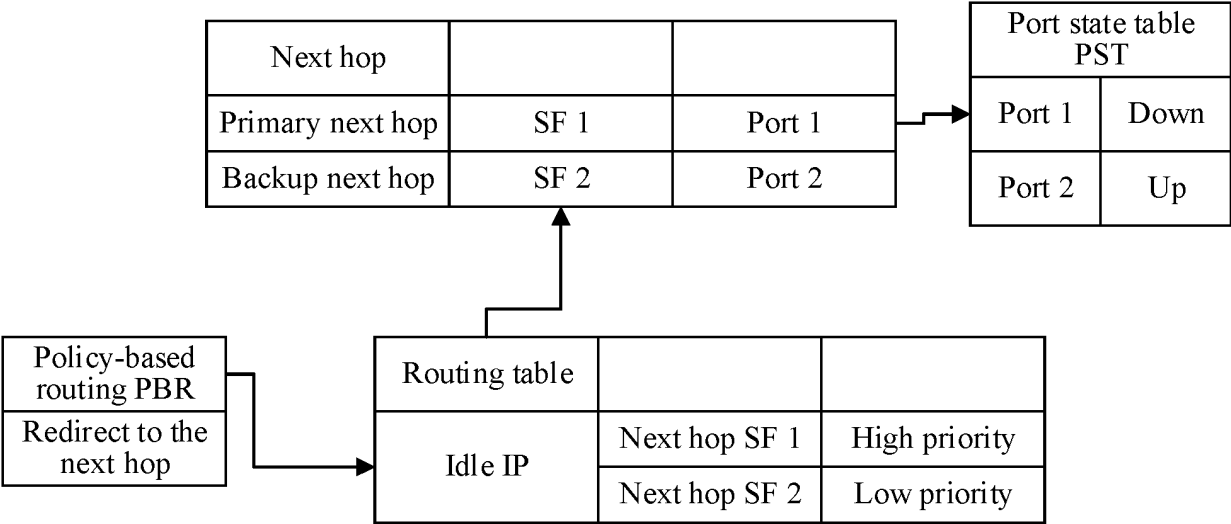 Next hop
Primary next hop SF 1 Port 1
Backup next hop SF 2 Port 2
Port state table
PST
Port 1 Down
Port 2 Up
Policy-based
routing PBR
Redirect to the
next hop
Routing table
Idle IP
Next hop SF 1 High priority
Next hop SF 2 Low priority